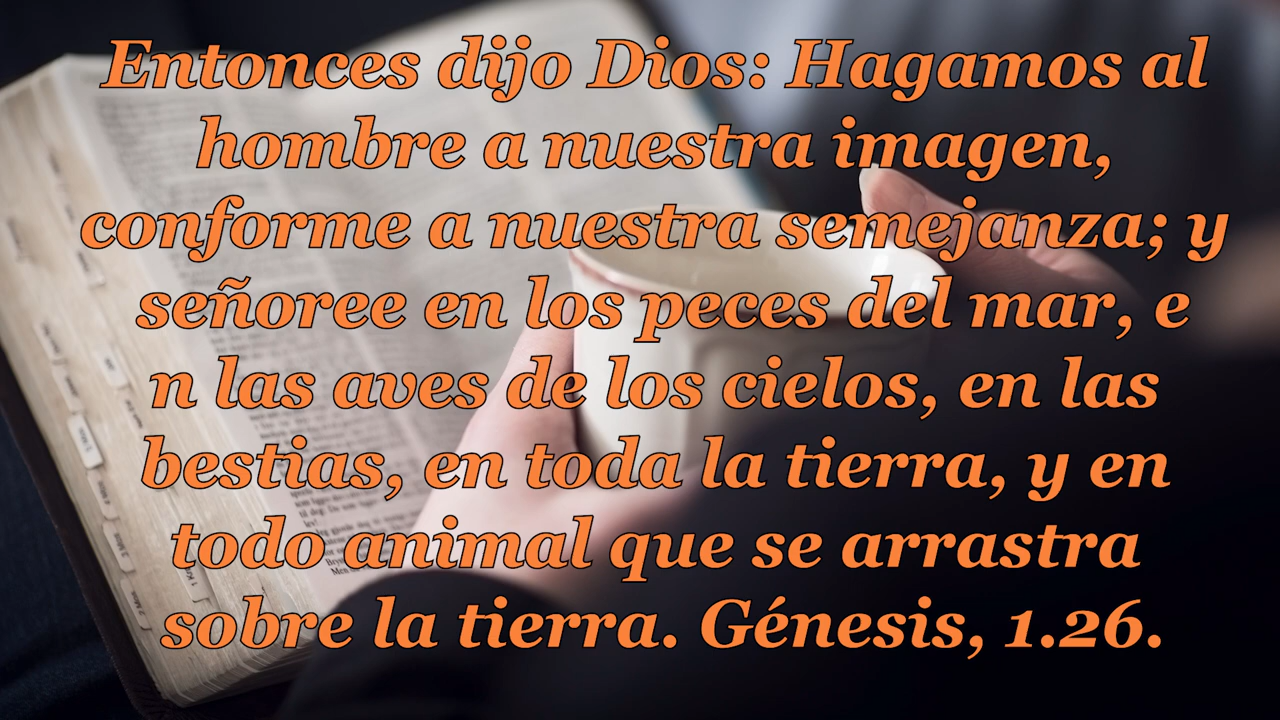 Entonces dijo Dios: Hagamos al
hombre a nuestra imagen,
conforme a nuestra semejanza; y
señoree en los peces del mar, e
n las aves de los cielos, en las
bestias, en toda la tierra, y en
todo animal que se arrastra
sobre la tierra. Génesis, 1.26.